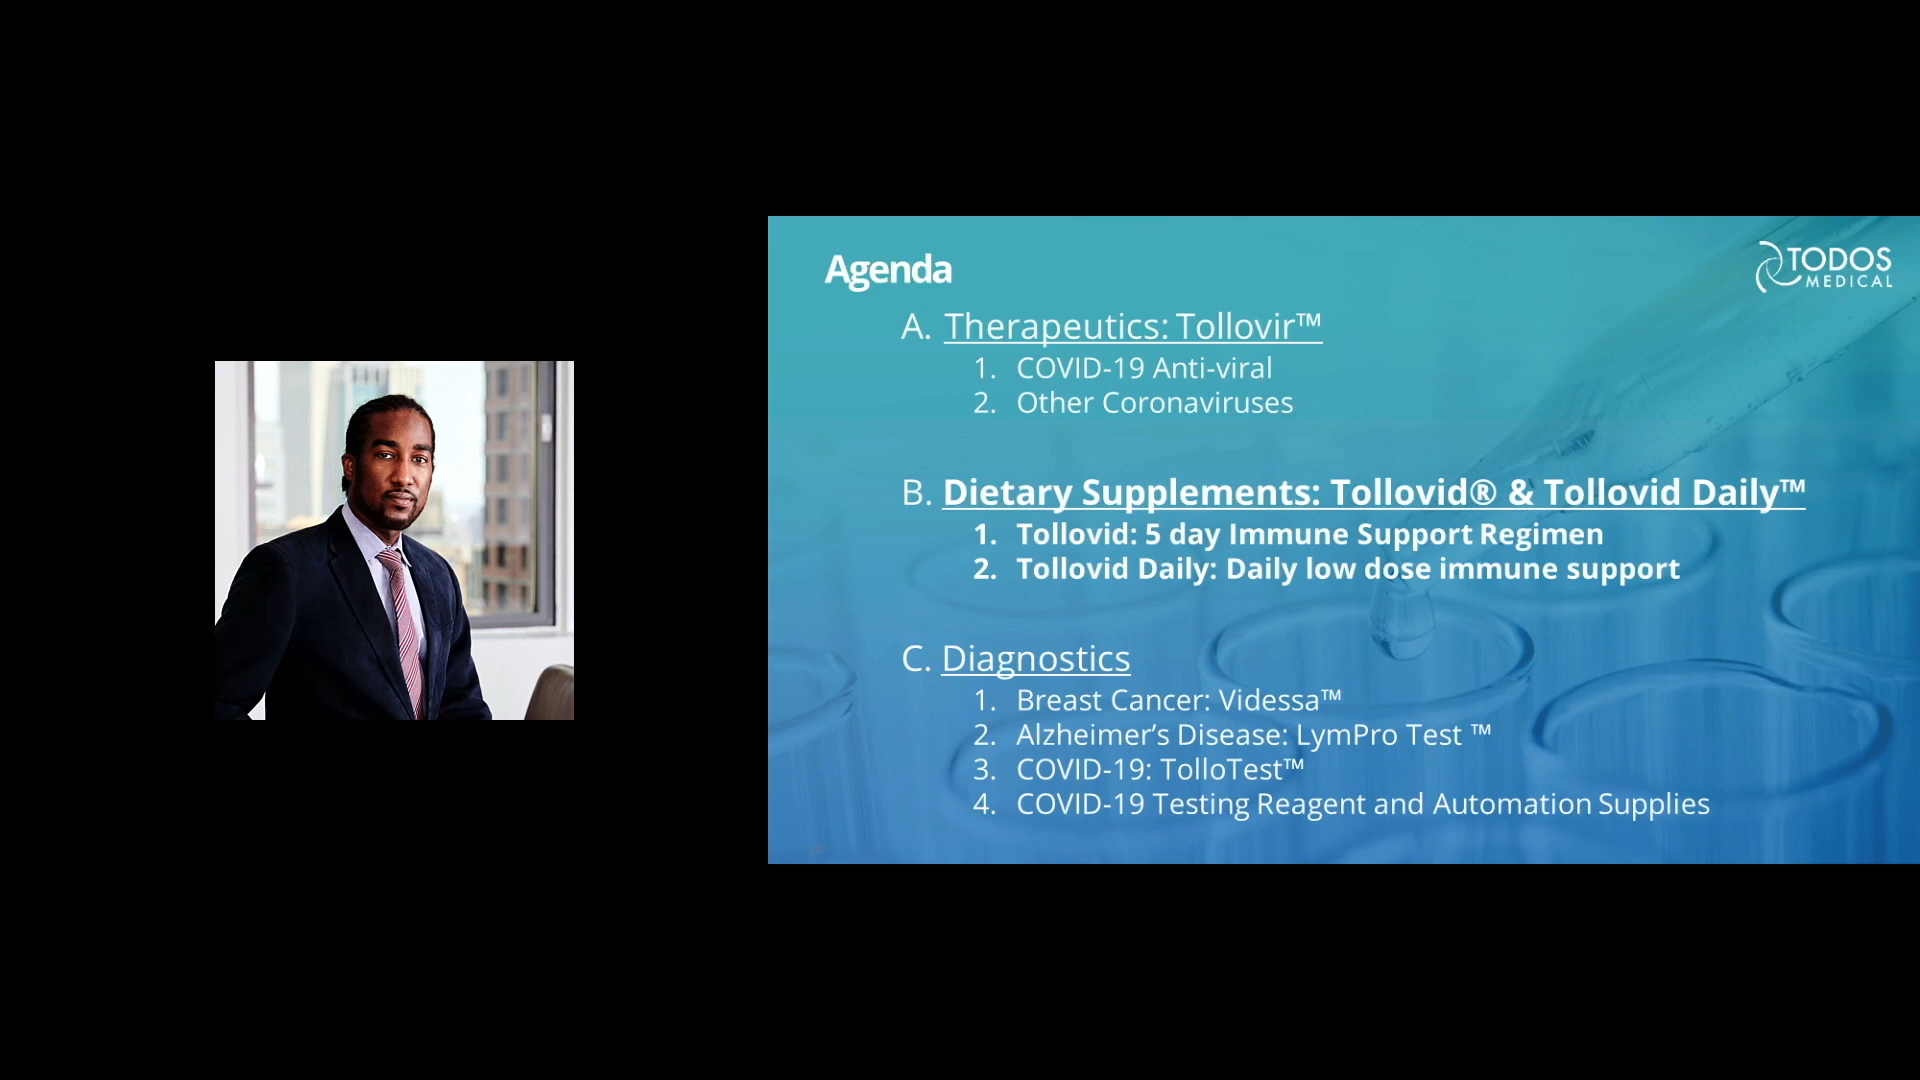 Agenda
TODOS
MEDICAL
A. Therapeutics: Tollovir™
1. COVID-19 Anti-viral
2. Other Coronaviruses
B. Dietary Supplements: Tollovid® & Tollovid Daily™
1. Tollovid: 5 day Immune Support Regimen
2. Tollovid Daily: Daily low dose immune support
C. Diagnostics
1. Breast Cancer: Videssa™
2. Alzheimer’s Disease: LymPro Test ™
3. COVID-19: TolloTest™
4. COVID-19 Testing Reagent and Automation Supplies
10